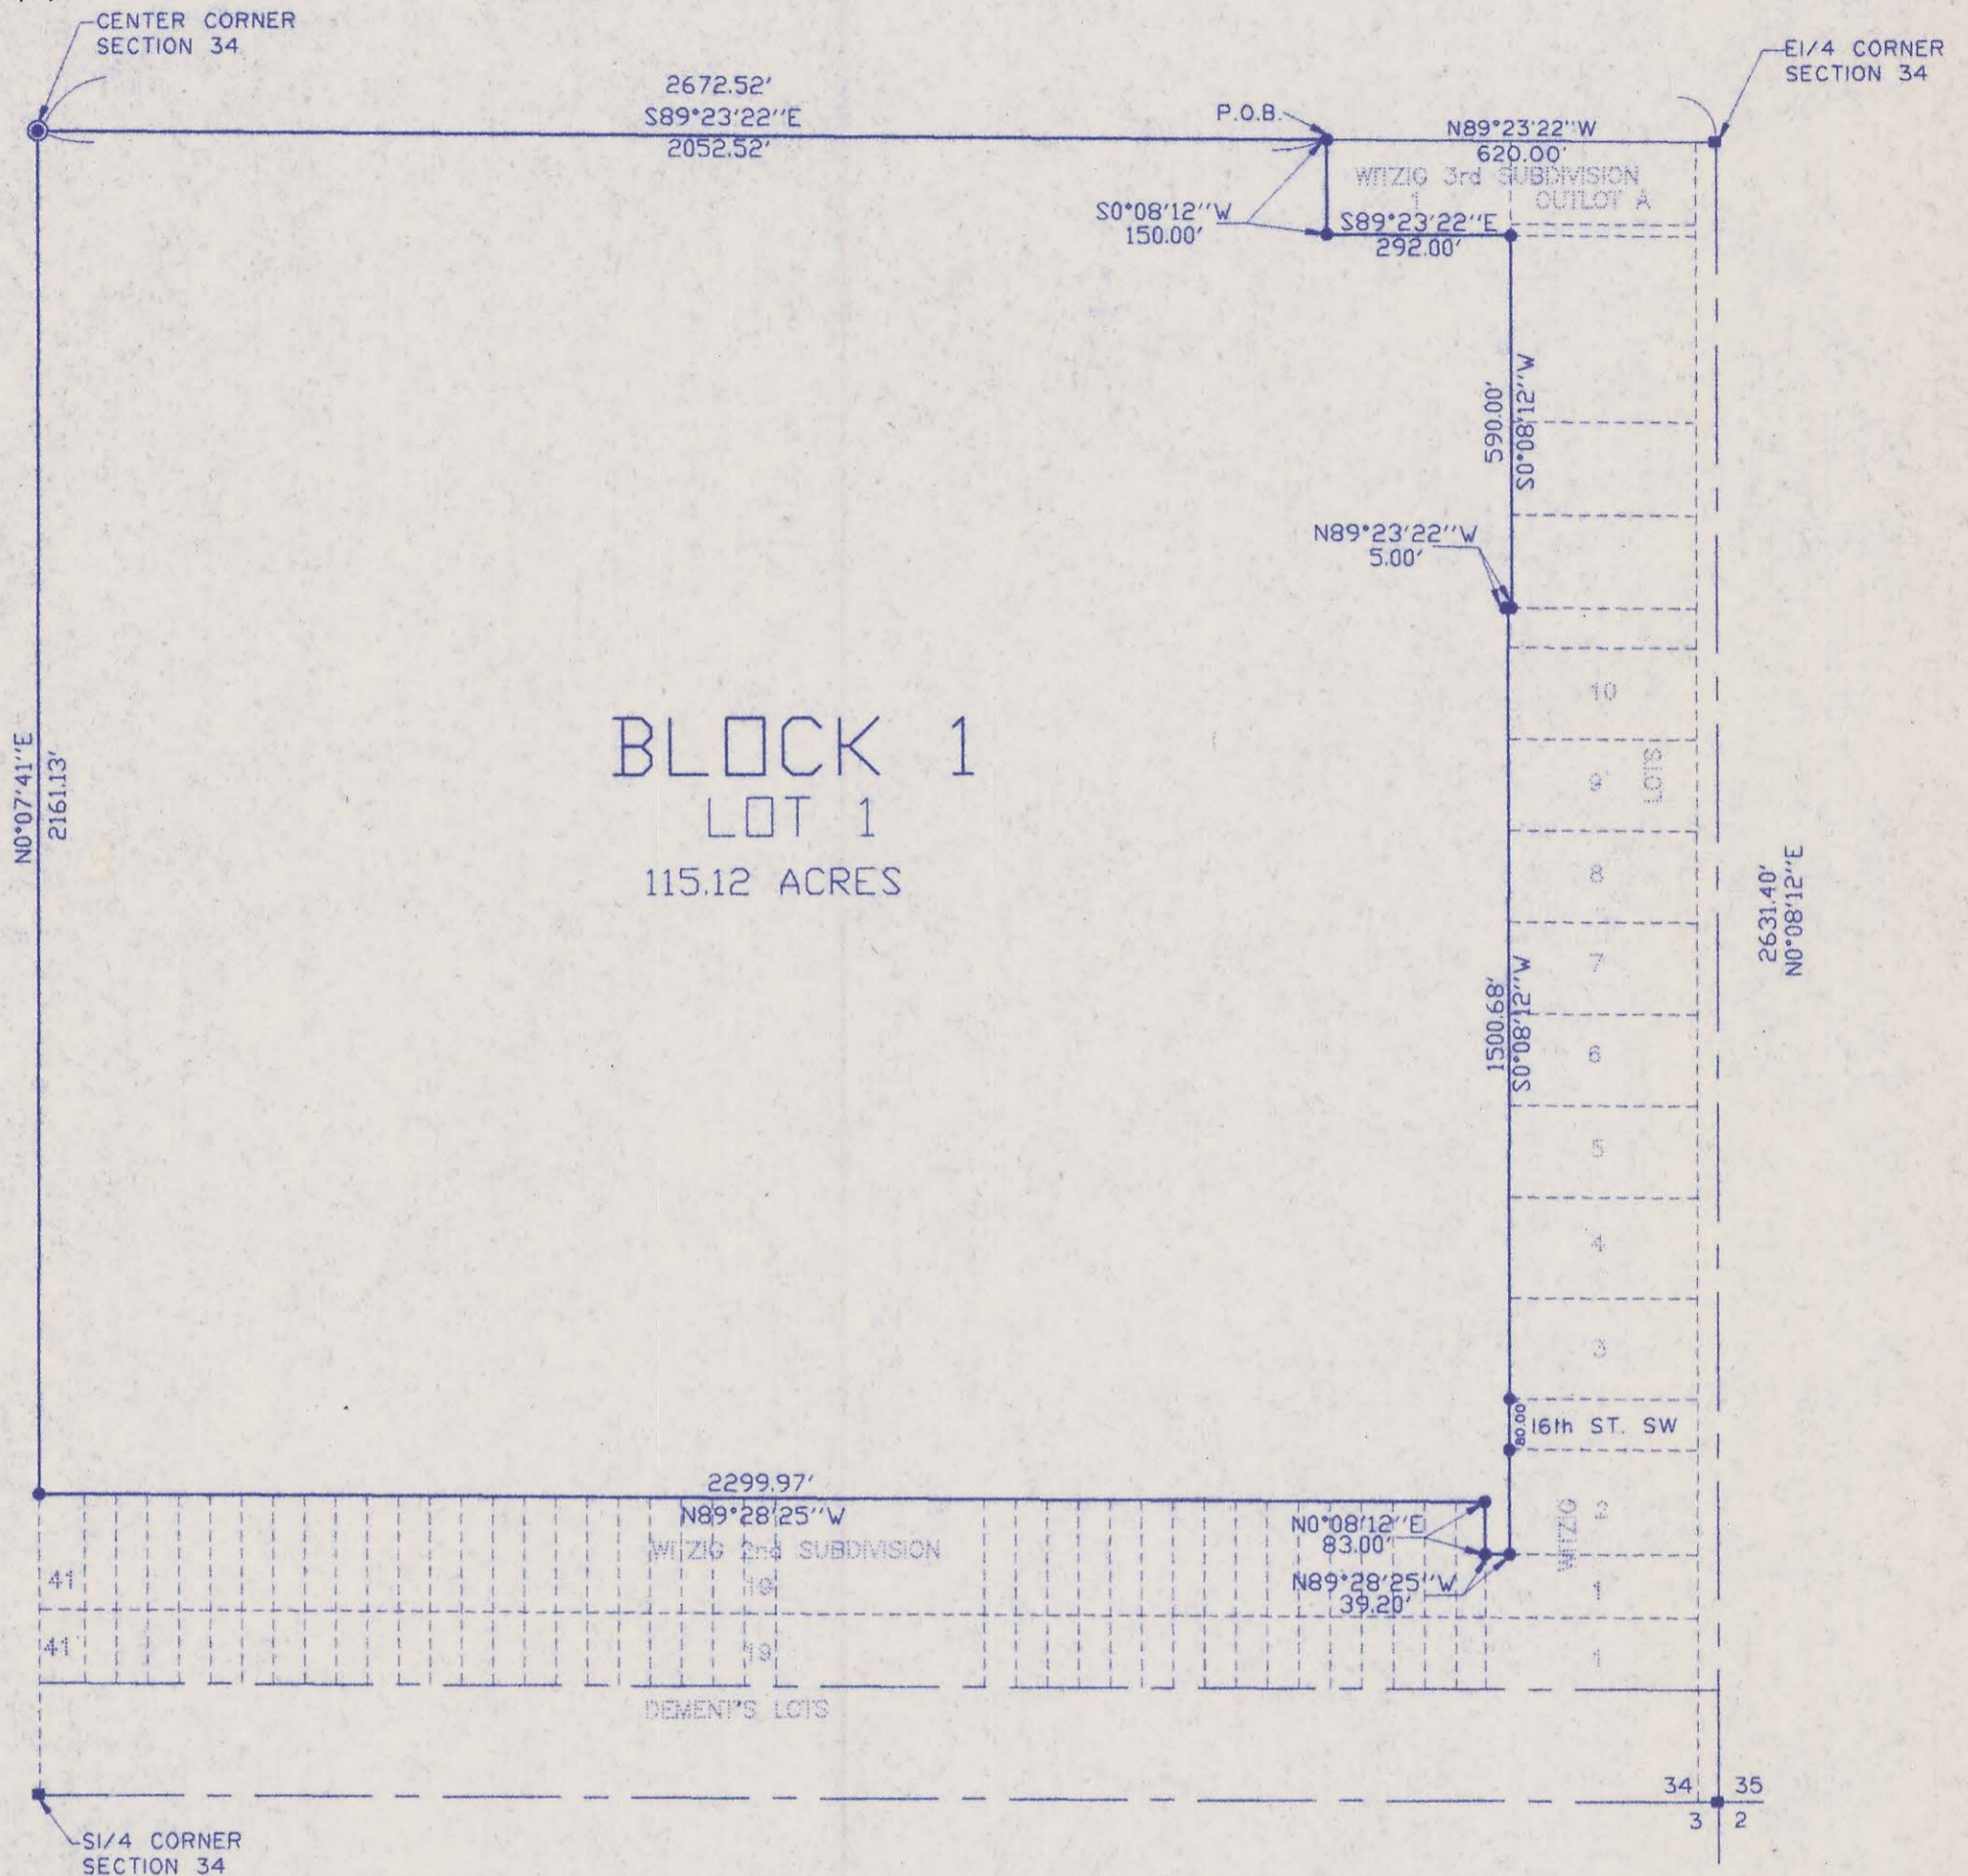 CENTER CORNER
SECTION 34
E1/4 CORNER
SECTION 34
2672.52'
S89°23'22''E
2052.52'
P.O.B.
N89°23'22''W
620.00'
WITZIG 3rd SUBDIVISION
1 OUTLOT A
S0°08'12''W
150.00'
S89°23'22''E
292.00'
590.00'
S0°08'12''W
N89°23'22''W
5.00'
N0°07'41''E
2161.13'
BLOCK 1
LOT 1
115.12 ACRES
10
9
LOTS
8
7
6
5
4
3
2631.40'
N0°08'12''E
1500.68'
S0°08'12''W
80.00
16th ST. SW
2299.97'
N89°28'25''W
WITZIG 2nd SUBDIVISION
N0°08'12''E
83.00'
N89°28'25''W
39.20'
WITZIG
2
41
19
1
41
19
1
DEMENT'S LOTS
34
35
3
2
S1/4 CORNER
SECTION 34